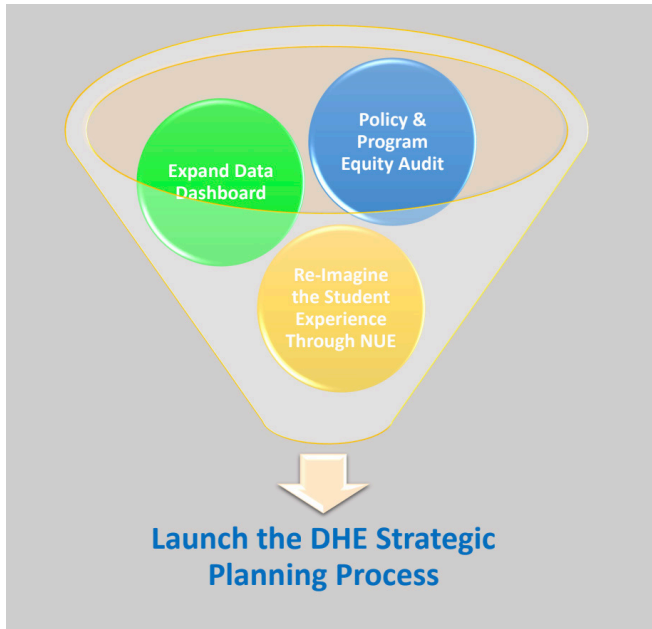 Policy &
Program
Equity Audit
Expand Data
Dashboard
Re-Imagine
the Student
Experience
Through NUE
Launch the DHE Strategic
Planning Process